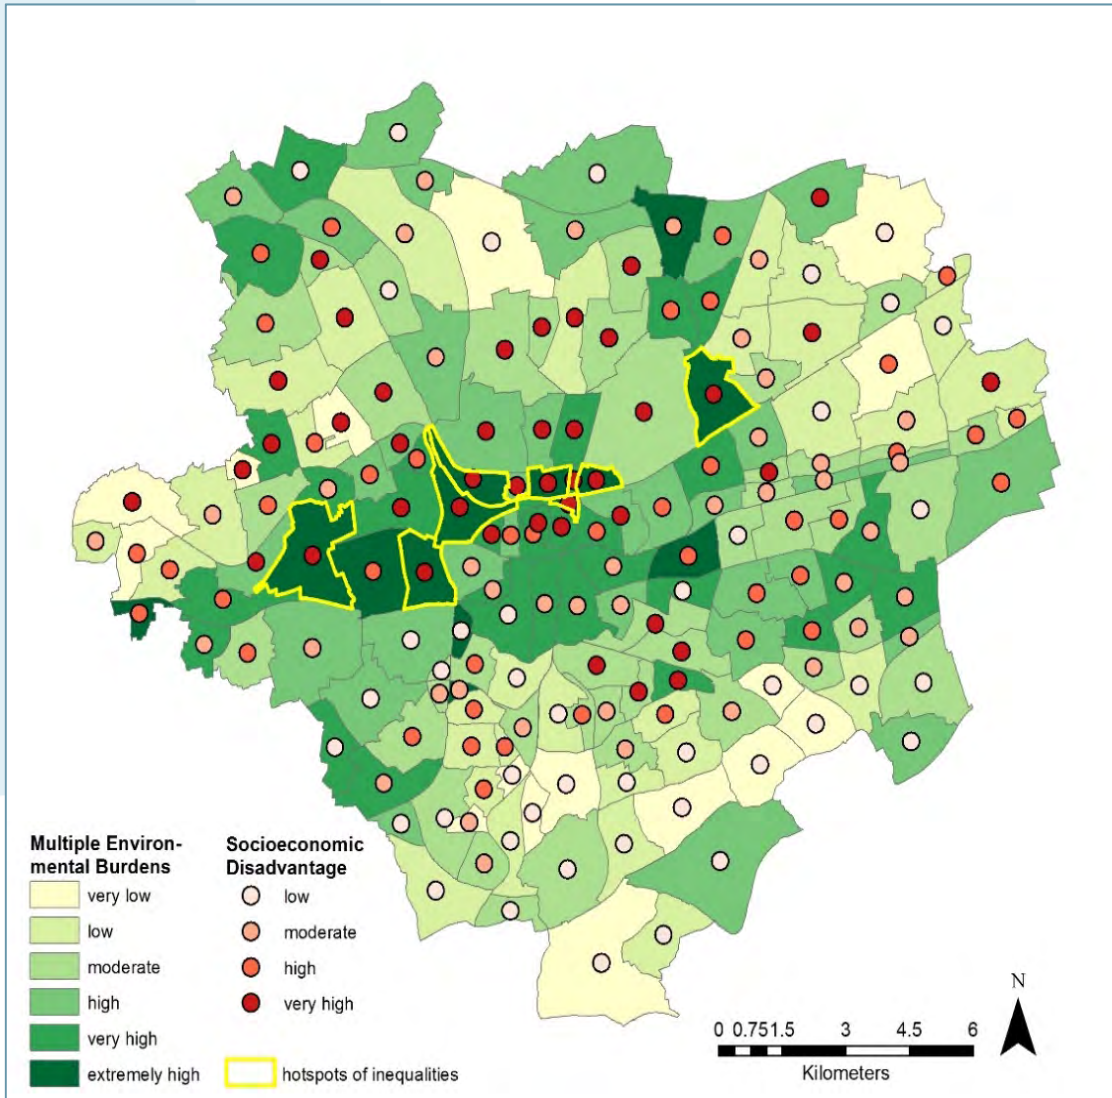 Multiple Environ-
mental Burdens
very low
low
moderate
high
very high
extremely high
Socioeconomic
Disadvantage
low
moderate
high
very high
hotspots of inequalities
N
0 0.751.5 3 4.5 6
Kilometers